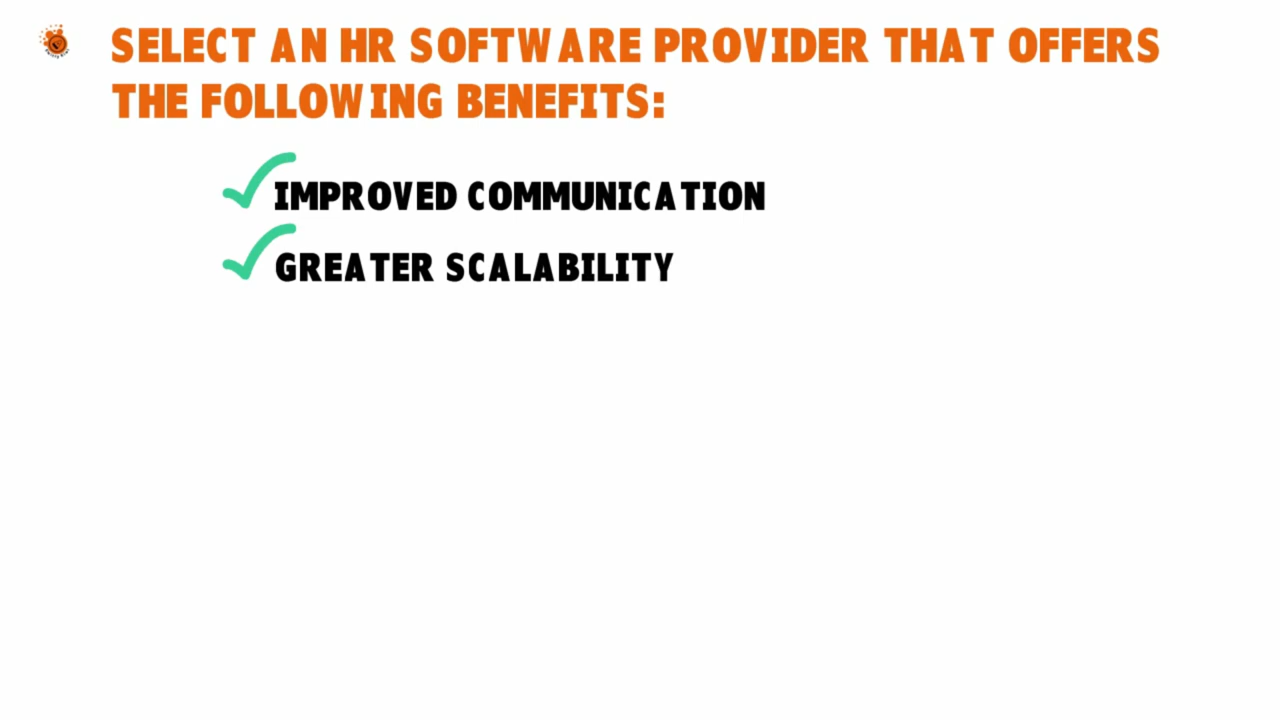 SELECT AN HR SOFTWARE PROVIDER THAT OFFERS
THE FOLLOWING BENEFITS:
IMPROVED COMMUNICATION
GREATER SCALABILITY